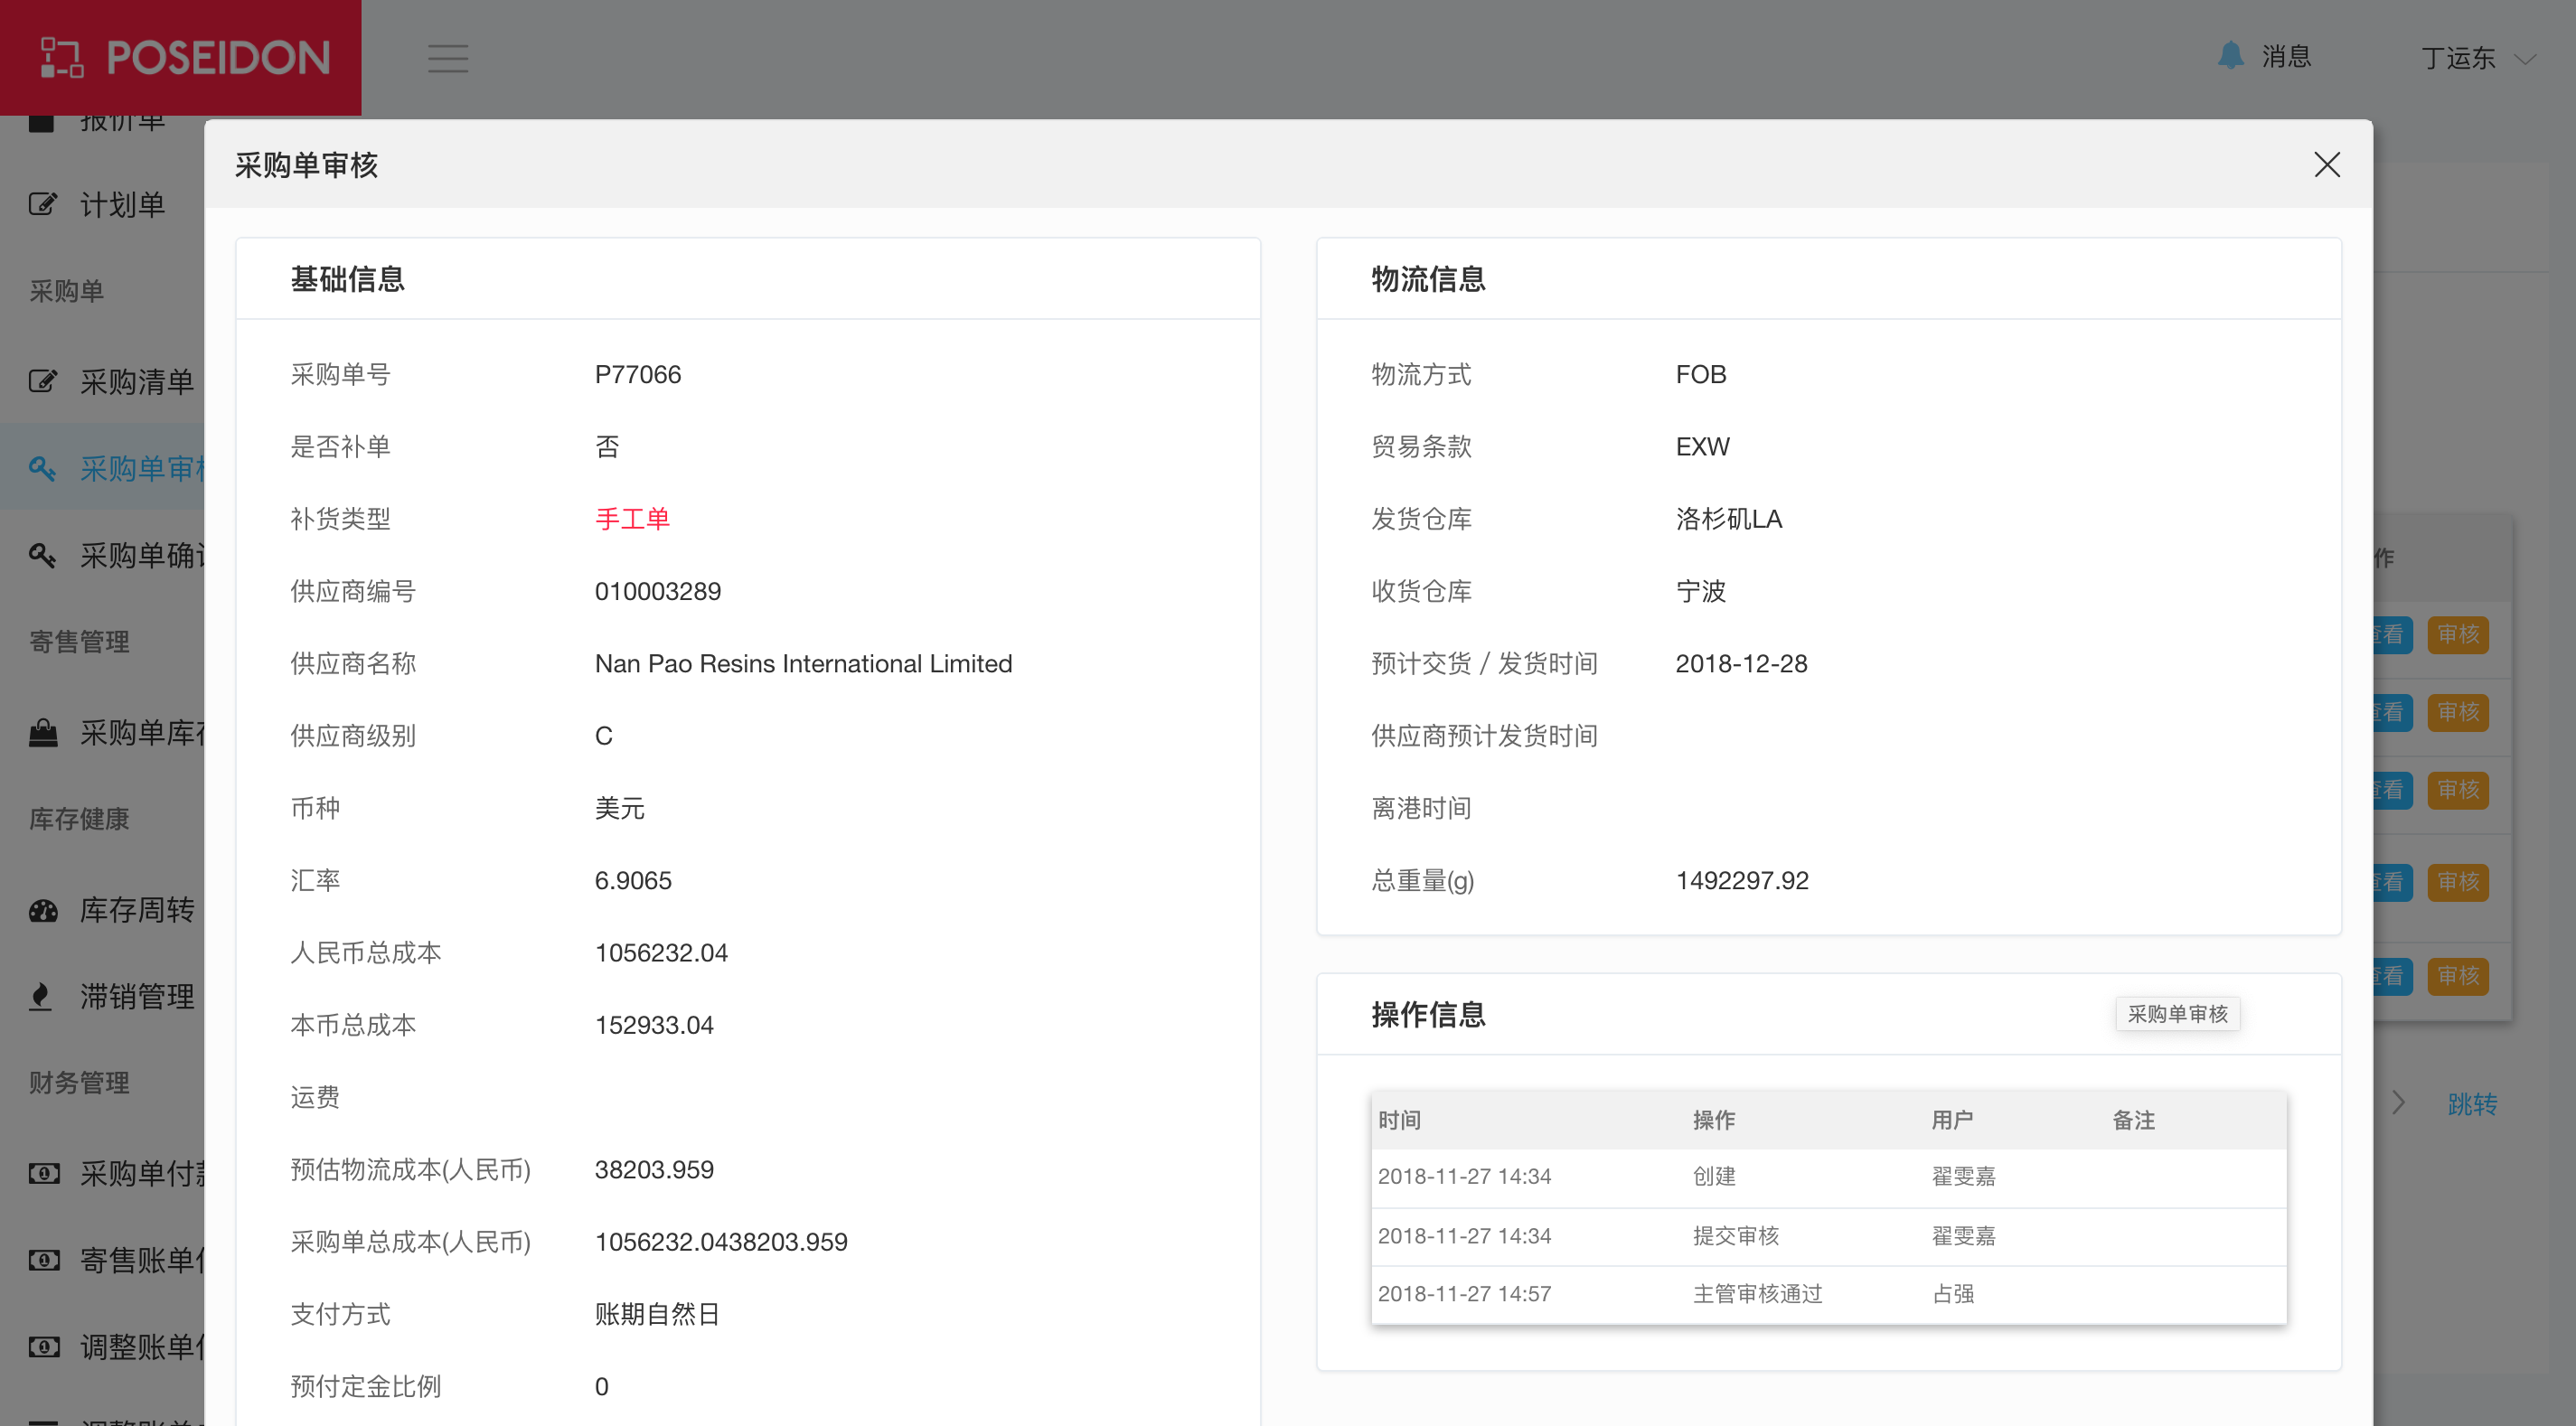 POSEIDON
消息
丁运东
报价单
计划单
采购单
采购清单
采购单审核
采购单确
寄售管理
采购单库存
库存健康
库存周转
滞销管理
财务管理
采购单付款
寄售账单
调整账单
采购单审核
基础信息
采购单号 P77066
是否补单 否
补货类型 手工单
供应商编号 010003289
供应商名称 Nan Pao Resins International Limited
供应商级别 C
币种 美元
汇率 6.9065
人民币总成本 1056232.04
本币总成本 152933.04
运费
预估物流成本(人民币) 38203.959
采购单总成本(人民币) 1056232.0438203.959
支付方式 账期自然日
预付定金比例 0
物流信息
物流方式 FOB
贸易条款 EXW
发货仓库 洛杉矶LA
收货仓库 宁波
预计交货 / 发货时间 2018-12-28
供应商预计发货时间
离港时间
总重量(g) 1492297.92
操作信息
采购单审核
时间 操作 用户 备注
2018-11-27 14:34 创建 翟雯嘉
2018-11-27 14:34 提交审核 翟雯嘉
2018-11-27 14:57 主管审核通过 占强
作
查看 审核
查看 审核
查看 审核
查看 审核
查看 审核
跳转